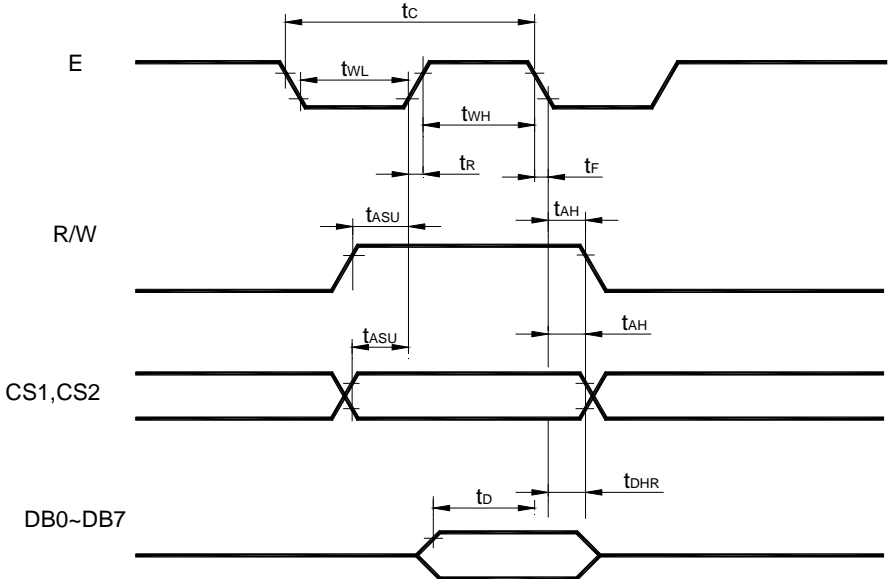 tC
E
tWL
tWH
tR
tF
tASU
tAH
R/W
tASU
tAH
CS1,CS2
tD
tDHR
DB0~DB7